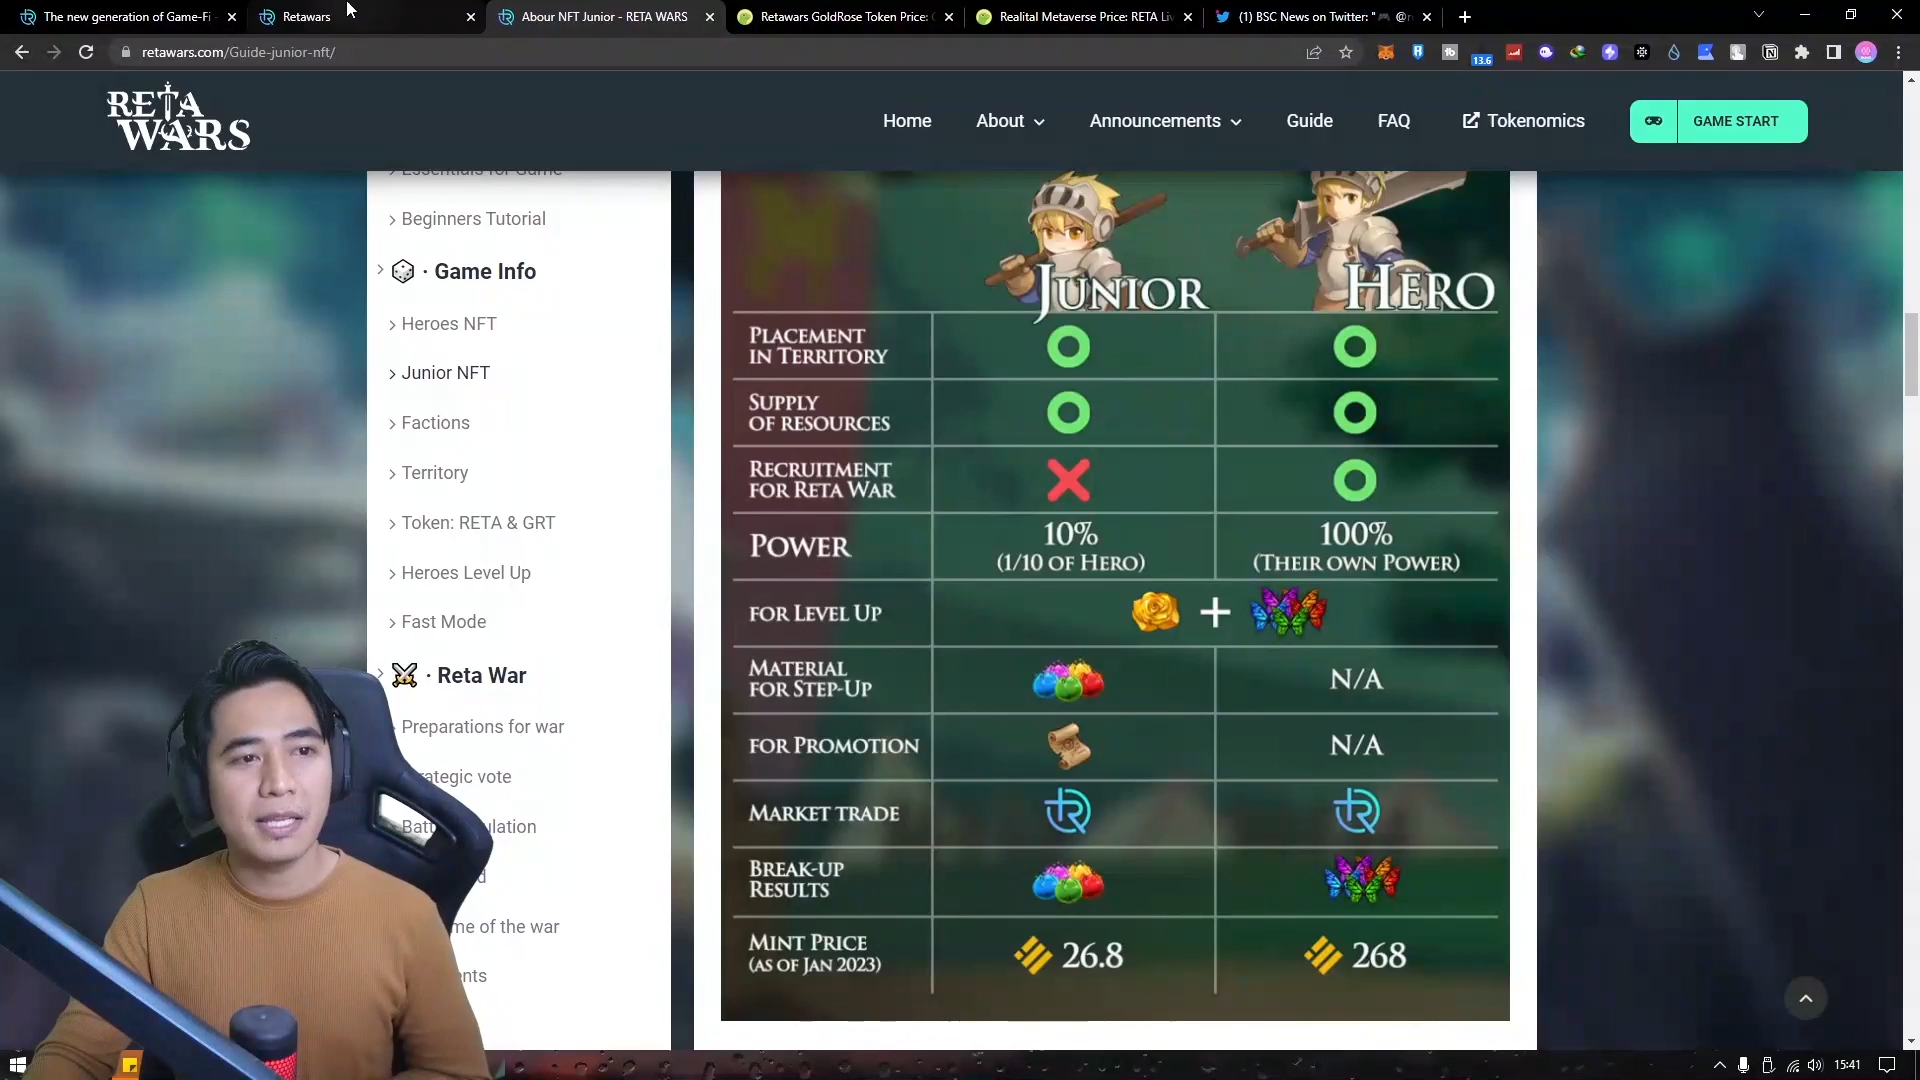 The new generation of Game-Fi -
Retawars
Abour NFT Junior - RETA WARS
Retawars GoldRose Token Price:
Realital Metaverse Price: RETA Li
(1) BSC News on Twitter: "
retawars.com/Guide-junior-nft/
13.6
RETA
WARS
Home
About
Announcements
Guide
FAQ
Tokenomics
GAME START
Essentials for Game
Beginners Tutorial
· Game Info
Heroes NFT
Junior NFT
Factions
Territory
Token: RETA & GRT
Heroes Level Up
Fast Mode
· Reta War
Preparations for war
rategic vote
me of the war
JUNIOR
HERO
PLACEMENT
IN TERRITORY
SUPPLY
OF RESOURCES
RECRUITMENT
FOR RETA WAR
POWER
10%
(1/10 OF HERO)
100%
(THEIR OWN POWER)
FOR LEVEL UP
+
MATERIAL
FOR STEP-UP
N/A
FOR PROMOTION
N/A
MARKET TRADE
BREAK-UP
RESULTS
MINT PRICE
(AS OF JAN 2023)
26.8
268
15:41